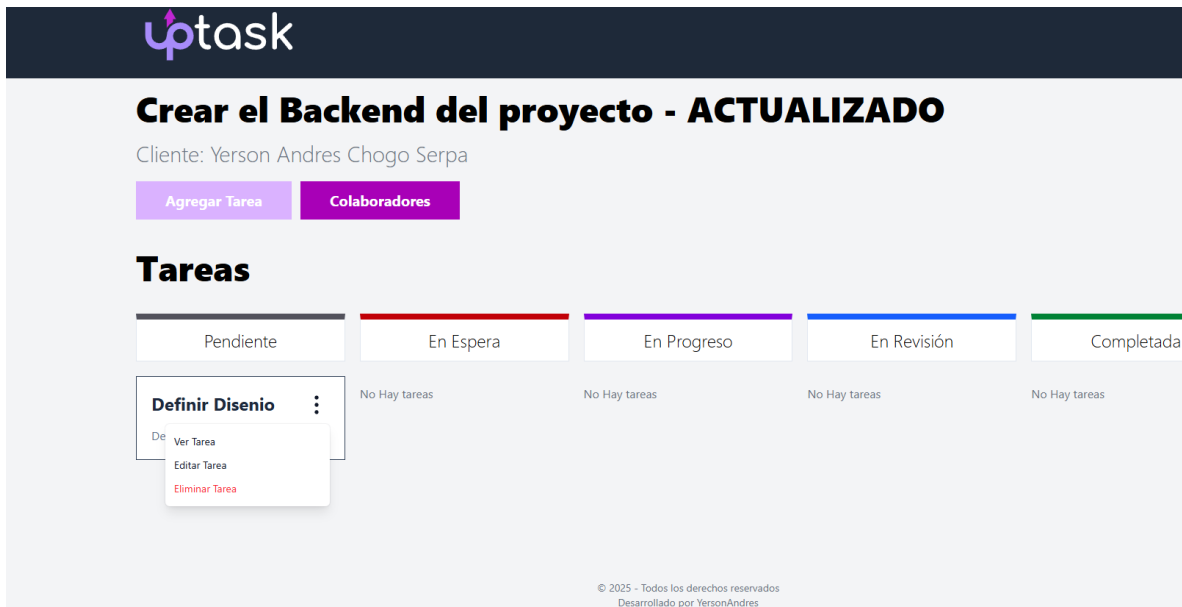 uptask
Crear el Backend del proyecto - ACTUALIZADO
Cliente: Yerson Andres Chogo Serpa
Agregar Tarea
Colaboradores
Tareas
Pendiente
En Espera
En Progreso
En Revisión
Completada
Definir Disenio
No Hay tareas
No Hay tareas
No Hay tareas
No Hay tareas
De
Ver Tarea
Editar Tarea
Eliminar Tarea
© 2025 - Todos los derechos reservados
Desarrollado por YersonAndres